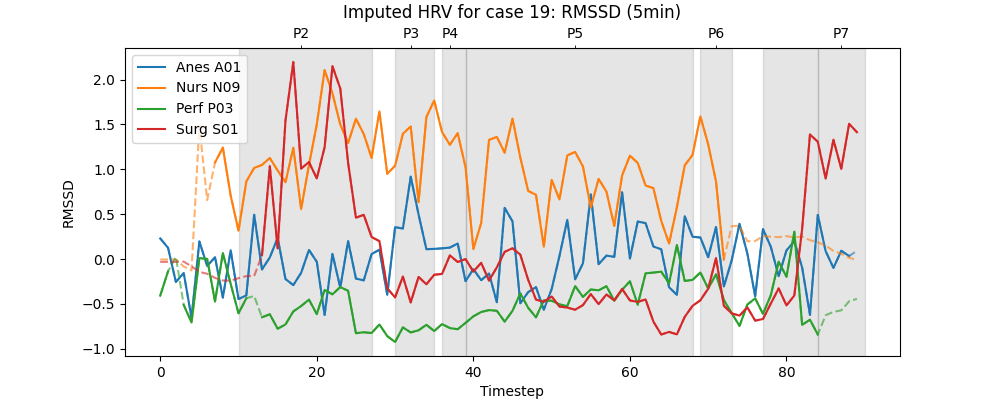 Imputed HRV for case 19: RMSSD (5min)
P2 P3 P4 P5 P6 P7
Anes A01
Nurs N09
Perf P03
Surg S01
2.0
1.5
1.0
0.5
0.0
−0.5
−1.0
RMSSD
0 20 40 60 80
Timestep